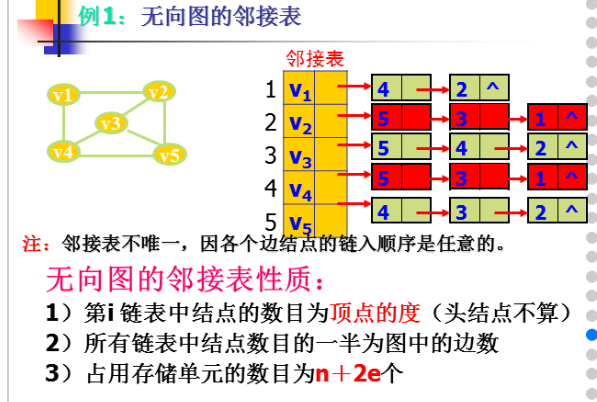 例1：无向图的邻接表
邻接表
v1 v2
v3
v4 v5
1 v1 4 2 ^
2 v2 5 3 1 ^
3 v3 5 4 2 ^
4 v4 5 3 1 ^
5 v5 4 3 2 ^
注：邻接表不唯一，因各个边结点的链入顺序是任意的。
无向图的邻接表性质：
1）第i 链表中结点的数目为顶点的度（头结点不算）
2）所有链表中结点数目的一半为图中的边数
3）占用存储单元的数目为n＋2e个